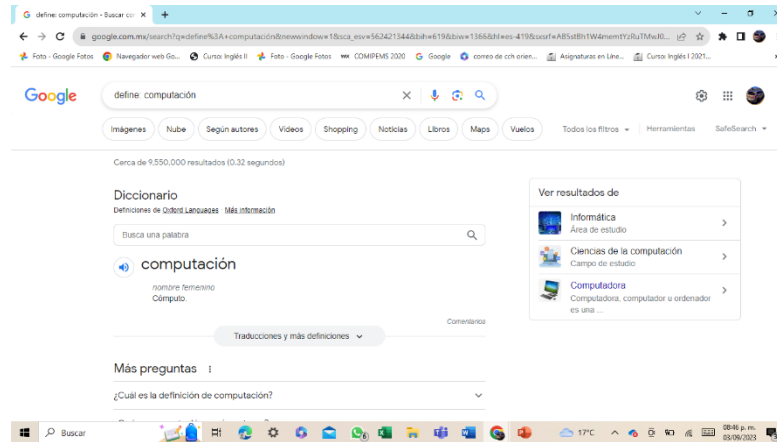 define: computación - Buscar con
google.com.mx/search?q=define%3A+computación&newwindow=1&sca_esv=562421344&bih=619&biw=1366&hl=es-419&sxsrf=AB5stBh1W4memtYzRuTMwJ0...
Foto - Google Fotos Navegador web Go... Curso: Inglés II Foto - Google Fotos COMIPEMS 2020 Google correo de cch orien... Asignaturas en Líne... Curso: Inglés I 2021...
Google
define: computación
Imágenes Nube Según autores Videos Shopping Noticias Libros Maps Vuelos Todos los filtros Herramientas SafeSearch
Cerca de 9,550,000 resultados (0.32 segundos)
Diccionario
Definiciones de Oxford Languages · Más información
Busca una palabra
computación
nombre femenino
Cómputo.
Comentarios
Traducciones y más definiciones
Más preguntas
¿Cuál es la definición de computación?
Ver resultados de
Informática
Área de estudio
Ciencias de la computación
Campo de estudio
Computadora
Computadora, computador u ordenador
es una ...
Buscar
17°C
08:46 p. m.
03/09/2023